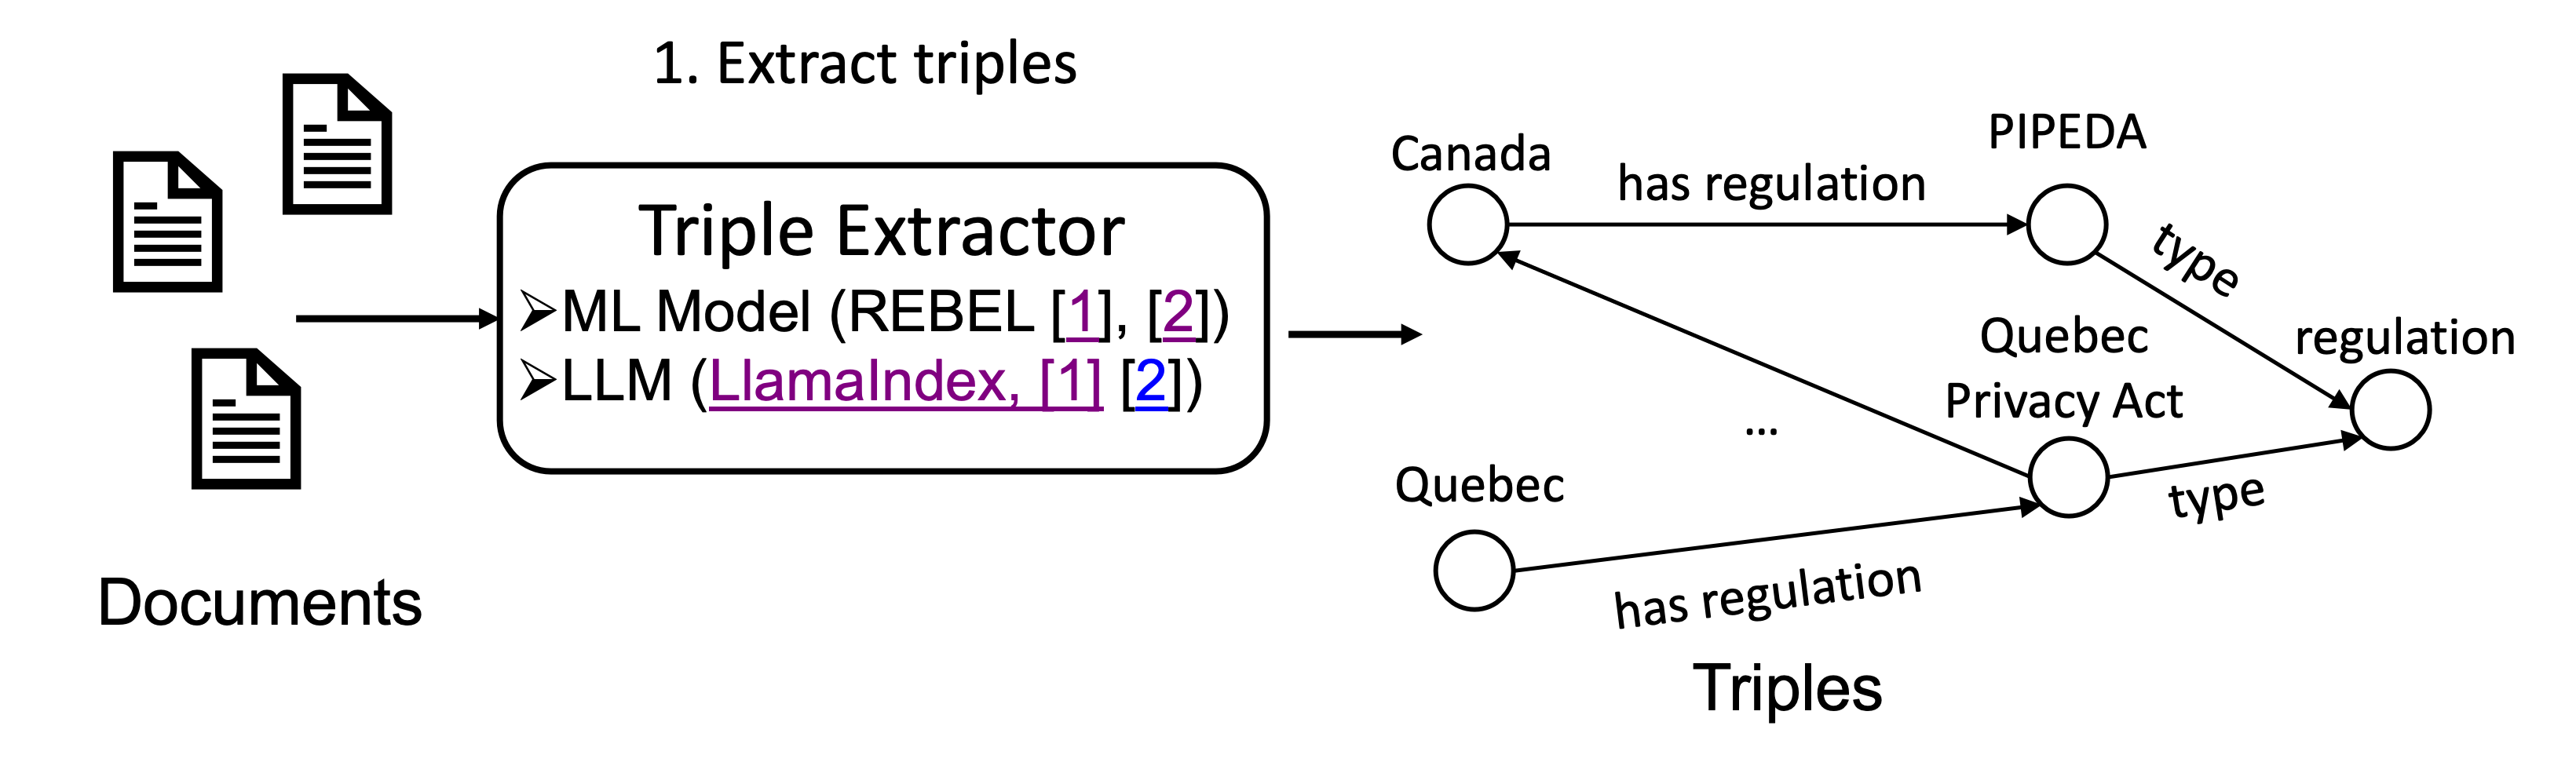 1. Extract triples
Triple Extractor
➢ML Model (REBEL [1], [2])
➢LLM (LlamaIndex, [1] [2])
Documents
Canada
has regulation
PIPEDA
type
Quebec
Privacy Act
regulation
...
Quebec
has regulation
type
Triples